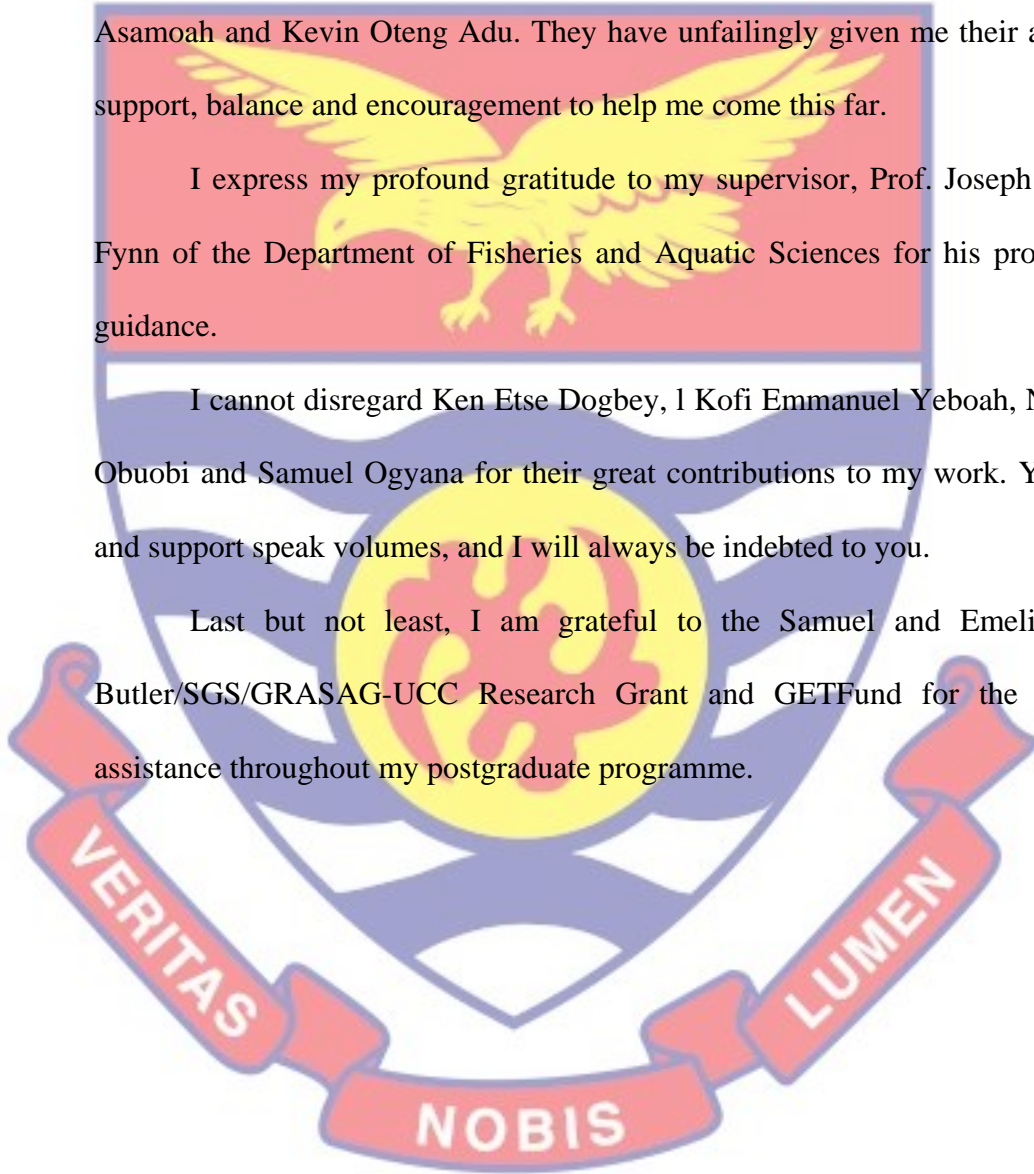 Asamoah and Kevin Oteng Adu. They have unfailingly given me their
support, balance and encouragement to help me come this far.
I express my profound gratitude to my supervisor, Prof. Joseph
Fynn of the Department of Fisheries and Aquatic Sciences for his
guidance.
I cannot disregard Ken Etse Dogbey, l Kofi Emmanuel Yeboah,
Obuobi and Samuel Ogyana for their great contributions to my work.
and support speak volumes, and I will always be indebted to you.
Last but not least, I am grateful to the Samuel and
Butler/SGS/GRASAG-UCC Research Grant and GETFund for the
assistance throughout my postgraduate programme.
VERITAS
NOBIS
LUMEN